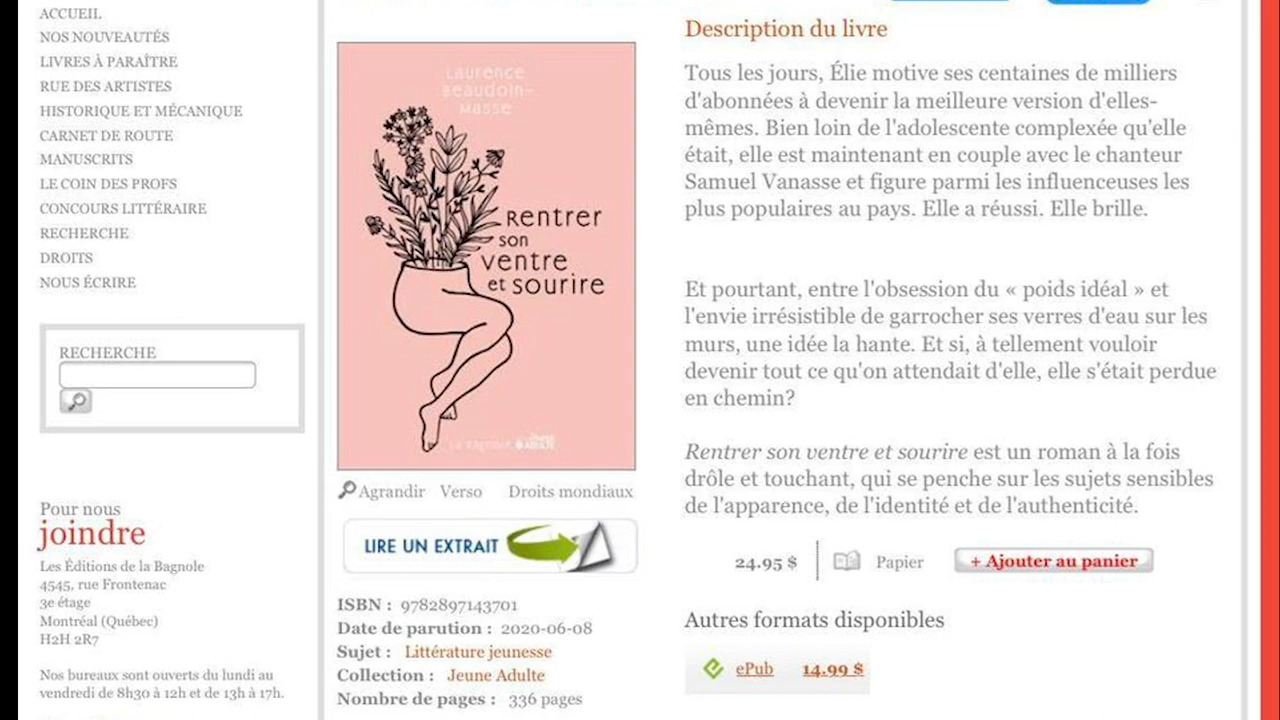 ACCUEIL
NOS NOUVEAUTÉS
LIVRES À PARAÎTRE
RUE DES ARTISTES
HISTORIQUE ET MÉCANIQUE
CARNET DE ROUTE
MANUSCRITS
LE COIN DES PROFS
CONCOURS LITTÉRAIRE
RECHERCHE
DROITS
NOUS ÉCRIRE
RECHERCHE
Pour nous
joindre
Les Éditions de la Bagnole
4545, rue Frontenac
3e étage
Montréal (Québec)
H2H 2R7
Nos bureaux sont ouverts du lundi au
vendredi de 8h30 à 12h et de 13h à 17h.
Laurence
Beaudoin-
Masse
Rentrer
son
ventre
et sourire
La Bagnole
Agrandir Verso Droits mondiaux
LIRE UN EXTRAIT
ISBN : 9782897143701
Date de parution : 2020-06-08
Sujet : Littérature jeunesse
Collection : Jeune Adulte
Nombre de pages : 336 pages
Description du livre
Tous les jours, Élie motive ses centaines de milliers
d'abonnées à devenir la meilleure version d'elles-
mêmes. Bien loin de l'adolescente complexée qu'elle
était, elle est maintenant en couple avec le chanteur
Samuel Vanasse et figure parmi les influenceuses les
plus populaires au pays. Elle a réussi. Elle brille.
Et pourtant, entre l'obsession du « poids idéal » et
l'envie irrésistible de garrocher ses verres d'eau sur les
murs, une idée la hante. Et si, à tellement vouloir
devenir tout ce qu'on attendait d'elle, elle s'était perdue
en chemin?
Rentrer son ventre et sourire est un roman à la fois
drôle et touchant, qui se penche sur les sujets sensibles
de l'apparence, de l'identité et de l'authenticité.
24.95 $ Papier + Ajouter au panier
Autres formats disponibles
ePub 14.99 $